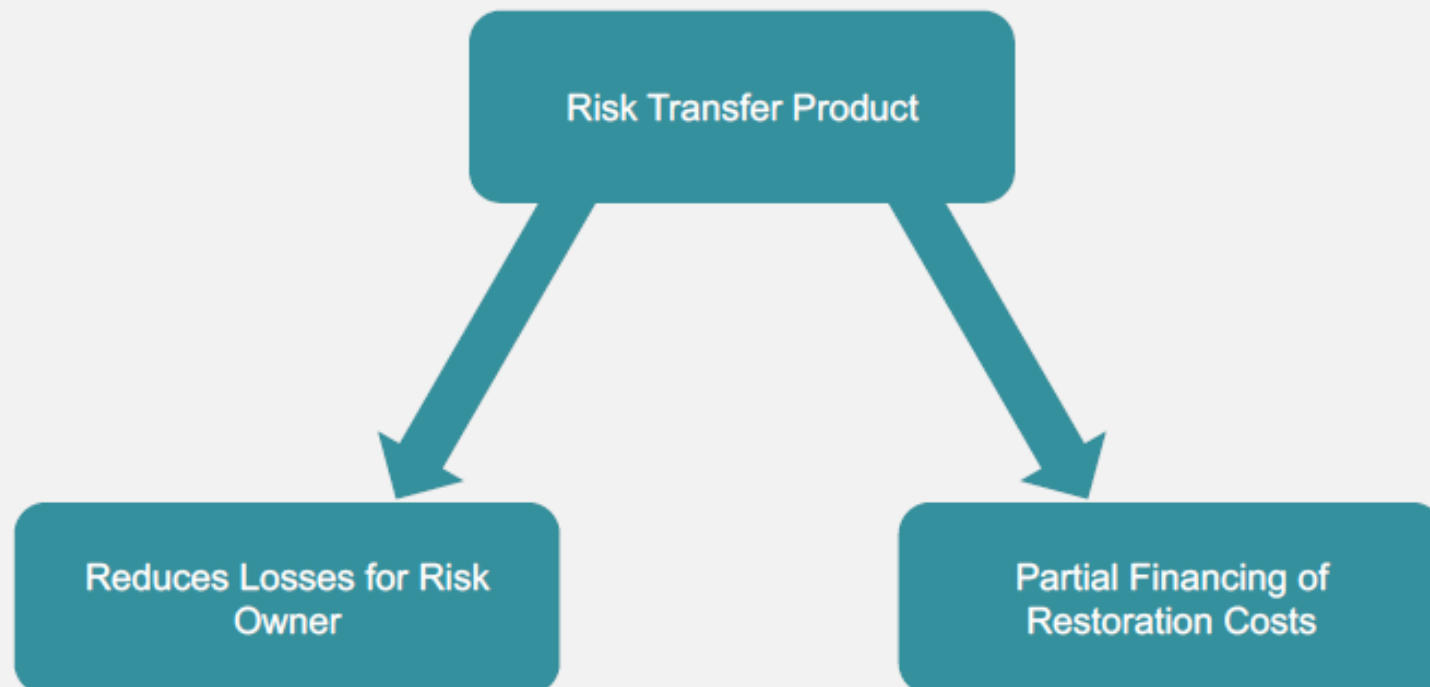 Risk Transfer Product
Reduces Losses for Risk
Owner
Partial Financing of
Restoration Costs